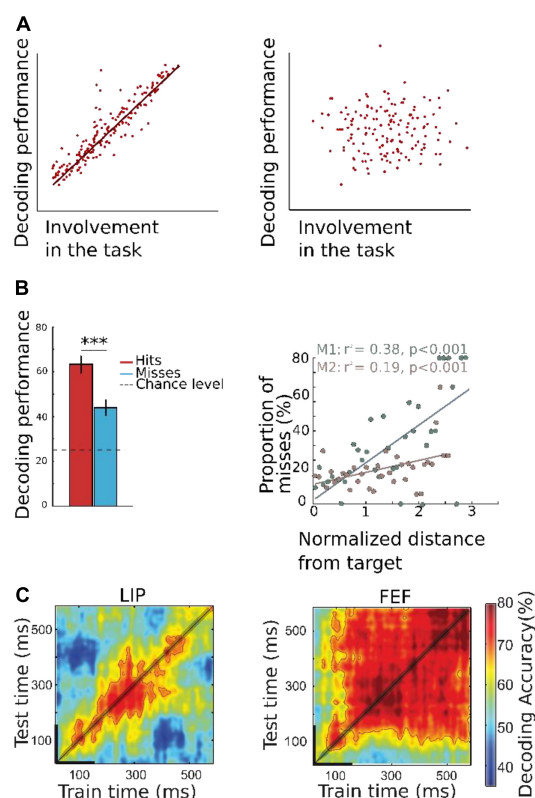 A
Decoding performance
Involvement
in the task
Decoding performance
Involvement
in the task
B
Decoding performance
80
60
40
20
0
***
Hits
Misses
Chance level
M1: r²= 0.38, p<0.001
M2: r²= 0.19, p<0.001
Proportion of
misses (%)
80
60
40
20
0
0
1
2
3
Normalized distance
from target
C
LIP
Test time (ms)
500
300
100
100
300
500
Train time (ms)
FEF
Test time (ms)
500
300
100
100
300
500
Train time (ms)
80
70
60
50
40
Decoding Accuracy(%)